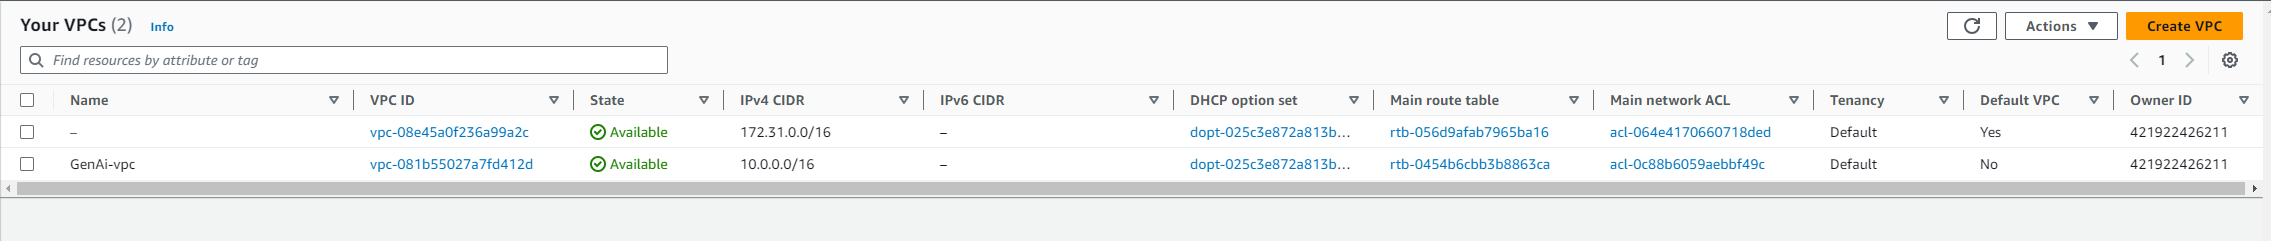 Your VPCs (2) Info
Actions Create VPC
Find resources by attribute or tag
1
Name VPC ID State IPv4 CIDR IPv6 CIDR DHCP option set Main route table Main network ACL Tenancy Default VPC Owner ID
– vpc-08e45a0f236a99a2c Available 172.31.0.0/16 – dopt-025c3e872a813b... rtb-056d9afab7965ba16 acl-064e4170660718ded Default Yes 421922426211
GenAi-vpc vpc-081b55027a7fd412d Available 10.0.0.0/16 – dopt-025c3e872a813b... rtb-0454b6cbb3b8863ca acl-0c88b6059aebbf49c Default No 421922426211